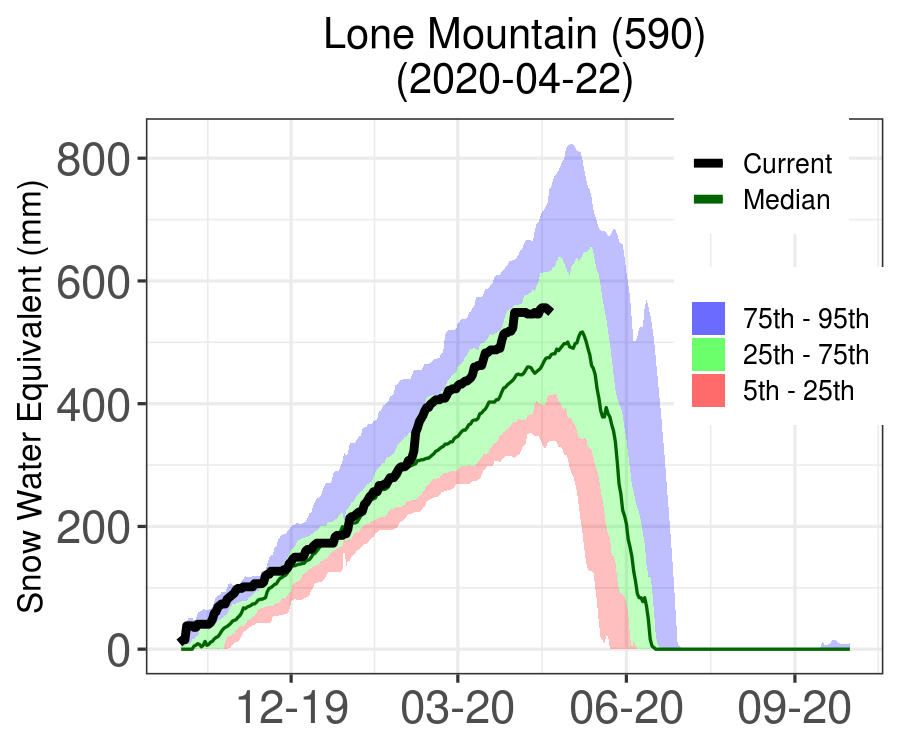 Lone Mountain (590)
(2020-04-22)
Snow Water Equivalent (mm)
800
600
400
200
0
12-19
03-20
06-20
09-20
Current
Median
75th - 95th
25th - 75th
5th - 25th